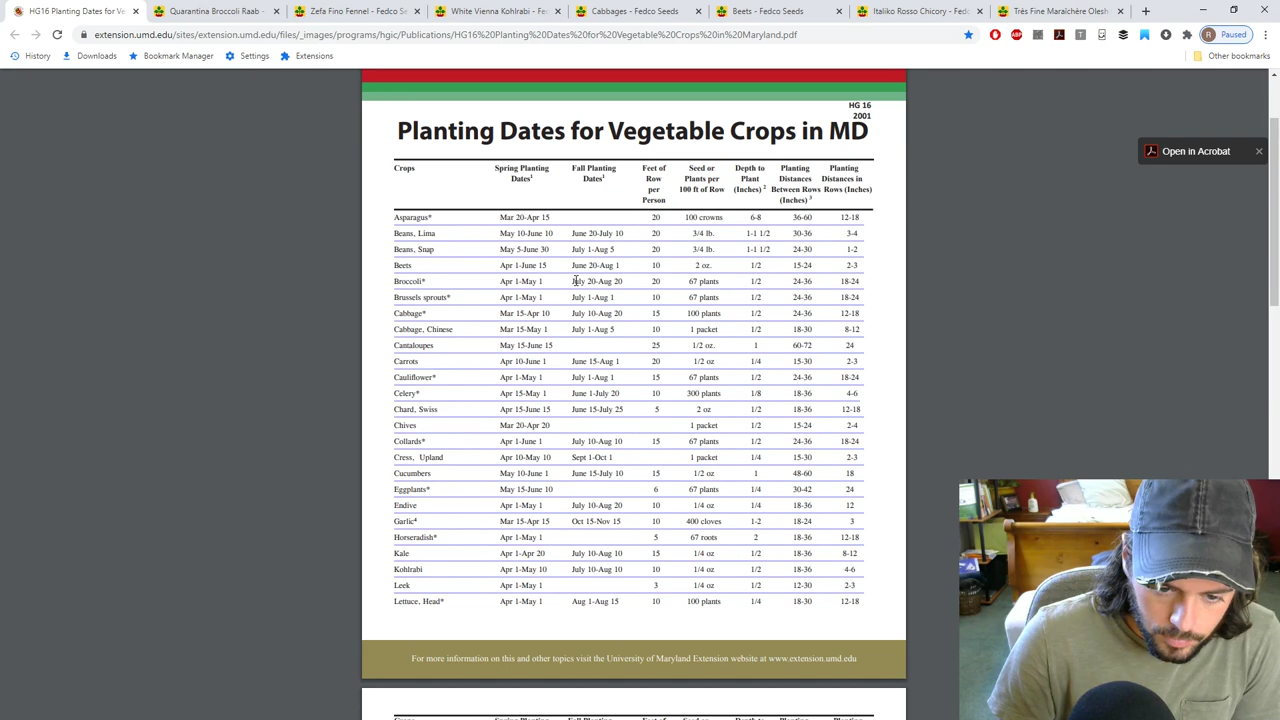 HG16 Planting Dates for Ve
Quarantina Broccoli Raab -
Zefa Fino Fennel - Fedco
White Vienna Kohlrabi - Fedc
Cabbages - Fedco Seeds
Beets - Fedco Seeds
Italiko Rosso Chicory - Fedco
Très Fine Maraîchère Olesh
extension.umd.edu/sites/extension.umd.edu/files/_images/programs/hgic/Publications/HG16%20Planting%20Dates%20for%20Vegetable%20Crops%20in%20Maryland.pdf
R Paused
History Downloads Bookmark Manager Settings Extensions Other bookmarks
Open in Acrobat
HG 16
2001
Planting Dates for Vegetable Crops in MD
Crops Spring Planting Dates¹ Fall Planting Dates¹ Feet of Row per Person Seed or Plants per 100 ft of Row Depth to Plant (Inches) ² Planting Distances Between Rows (Inches) ³ Planting Distances in Rows (Inches)
Asparagus* Mar 20-Apr 15 20 100 crowns 6-8 36-60 12-18
Beans, Lima May 10-June 10 June 20-July 10 20 3/4 lb. 1-1 1/2 30-36 3-4
Beans, Snap May 5-June 30 July 1-Aug 5 20 3/4 lb. 1-1 1/2 24-30 1-2
Beets Apr 1-June 15 June 20-Aug 1 10 2 oz. 1/2 15-24 2-3
Broccoli* Apr 1-May 1 July 20-Aug 20 20 67 plants 1/2 24-36 18-24
Brussels sprouts* Apr 1-May 1 July 1-Aug 1 10 67 plants 1/2 24-36 18-24
Cabbage* Mar 15-Apr 10 July 10-Aug 20 15 100 plants 1/2 24-36 12-18
Cabbage, Chinese Mar 15-May 1 July 1-Aug 5 10 1 packet 1/2 18-30 8-12
Cantaloupes May 15-June 15 25 1/2 oz. 1 60-72 24
Carrots Apr 10-June 1 June 15-Aug 1 20 1/2 oz 1/4 15-30 2-3
Cauliflower* Apr 1-May 1 July 1-Aug 1 15 67 plants 1/2 24-36 18-24
Celery* Apr 15-May 1 June 1-July 20 10 300 plants 1/8 18-36 4-6
Chard, Swiss Apr 15-June 15 June 15-July 25 5 2 oz 1/2 18-36 12-18
Chives Mar 20-Apr 20 1 packet 1/2 15-24 2-4
Collards* Apr 1-June 1 July 10-Aug 10 15 67 plants 1/2 24-36 18-24
Cress, Upland Apr 10-May 10 Sept 1-Oct 1 1 packet 1/4 15-30 2-3
Cucumbers May 10-June 1 June 15-July 10 15 1/2 oz 1 48-60 18
Eggplants* May 15-June 10 6 67 plants 1/4 30-42 24
Endive Apr 1-May 1 July 10-Aug 20 10 1/4 oz 1/4 18-36 12
Garlic⁴ Mar 15-Apr 15 Oct 15-Nov 15 10 400 cloves 1-2 18-24 3
Horseradish* Apr 1-May 1 5 67 roots 2 18-36 12-18
Kale Apr 1-Apr 20 July 10-Aug 10 15 1/4 oz 1/2 18-36 8-12
Kohlrabi Apr 1-May 10 July 10-Aug 10 10 1/4 oz 1/2 18-36 4-6
Leek Apr 1-May 1 3 1/4 oz 1/2 12-30 2-3
Lettuce, Head* Apr 1-May 1 Aug 1-Aug 15 10 100 plants 1/4 18-30 12-18
For more information on this and other topics visit the University of Maryland Extension website at www.extension.umd.edu